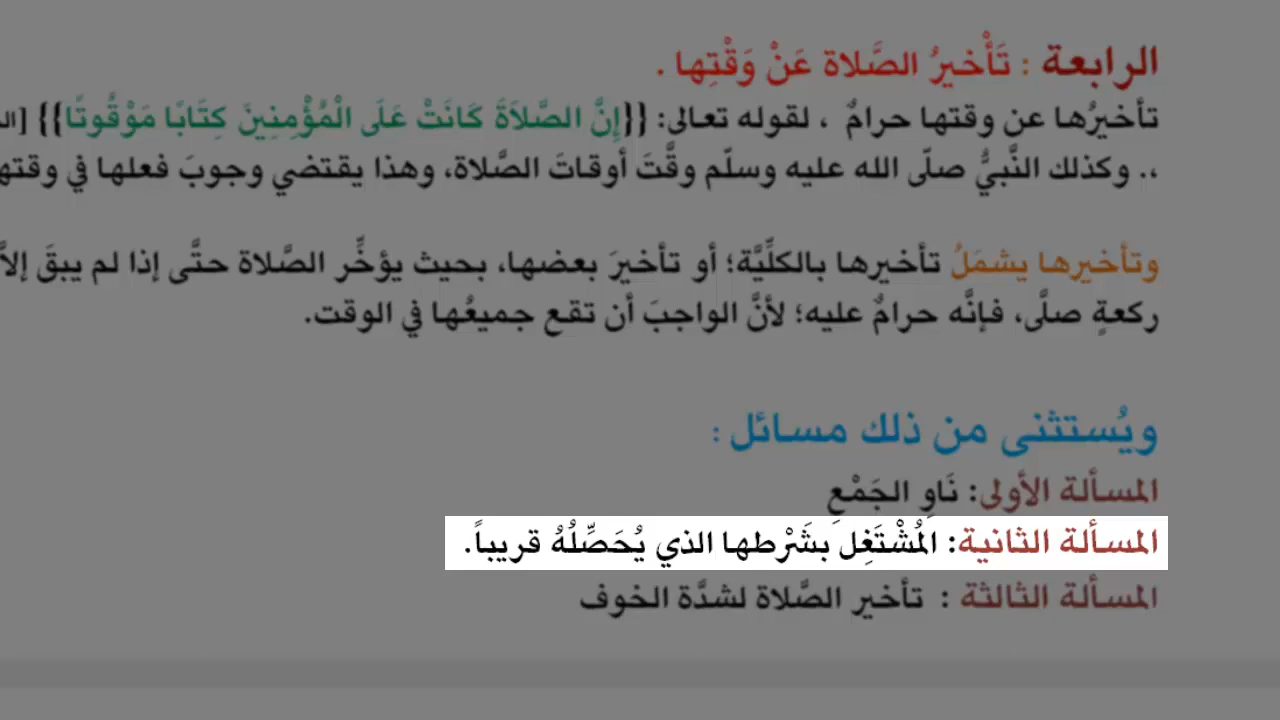 الرابعة : تَأْخيرُ الصَّلاة عَنْ وَقْتِها .
تأخيرُها عن وقتها حرامٌ ، لقوله تعالى: {{إِنَّ الصَّلاَةَ كَانَتْ عَلَى الْمُؤْمِنِينَ كِتَابًا مَوْقُوتًا}}
،. وكذلك النَّبيُّ صلّى الله عليه وسلّم وقَّتَ أوقاتَ الصَّلاة، وهذا يقتضي وجوبَ فعلها في
وتأخيرها يشمَلُ تأخيرها بالكلِّيَّة؛ أو تأخيرَ بعضها، بحيث يؤخِّر الصَّلاة حتَّى إذا لم يبقَ إلاَّ
ركعةٍ صلَّى، فإنَّه حرامٌ عليه؛ لأنَّ الواجبَ أن تقع جميعُها في الوقت.
ويُستثنى من ذلك مسائل :
المسألة الأولى: نَاوِ الجَمْعِ
المسألة الثانية: المُشْتَغِل بشَرْطها الذي يُحَصِّلُهُ قريباً.
المسألة الثالثة : تأخير الصَّلاة لشدَّة الخوف